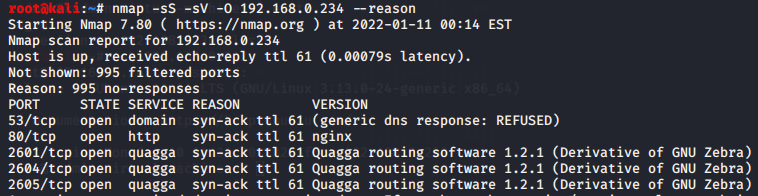 root@kali:~# nmap -sS -sV -O 192.168.0.234 --reason
Starting Nmap 7.80 ( https://nmap.org ) at 2022-01-11 00:14 EST
Nmap scan report for 192.168.0.234
Host is up, received echo-reply ttl 61 (0.00079s latency).
Not shown: 995 filtered ports
Reason: 995 no-responses
PORT     STATE SERVICE REASON         VERSION
53/tcp   open  domain  syn-ack ttl 61 (generic dns response: REFUSED)
80/tcp   open  http    syn-ack ttl 61 nginx
2601/tcp open  quagga  syn-ack ttl 61 Quagga routing software 1.2.1 (Derivative of GNU Zebra)
2604/tcp open  quagga  syn-ack ttl 61 Quagga routing software 1.2.1 (Derivative of GNU Zebra)
2605/tcp open  quagga  syn-ack ttl 61 Quagga routing software 1.2.1 (Derivative of GNU Zebra)